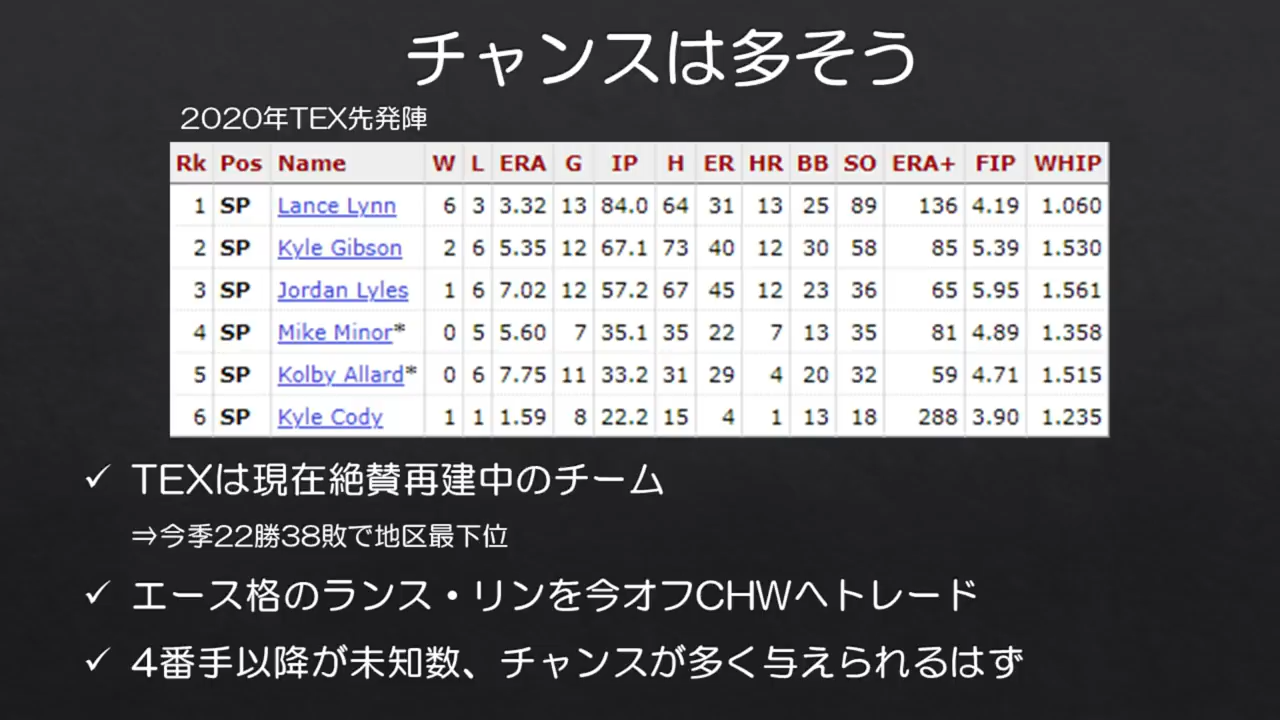 チャンスは多そう
2020年TEX先発陣
Rk Pos Name W L ERA G IP H ER HR BB SO ERA+ FIP WHIP
1 SP Lance Lynn 6 3 3.32 13 84.0 64 31 13 25 89 136 4.19 1.060
2 SP Kyle Gibson 2 6 5.35 12 67.1 73 40 12 30 58 85 5.39 1.530
3 SP Jordan Lyles 1 6 7.02 12 57.2 67 45 12 23 36 65 5.95 1.561
4 SP Mike Minor* 0 5 5.60 7 35.1 35 22 7 13 35 81 4.89 1.358
5 SP Kolby Allard* 0 6 7.75 11 33.2 31 29 4 20 32 59 4.71 1.515
6 SP Kyle Cody 1 1 1.59 8 22.2 15 4 1 13 18 288 3.90 1.235
✓ TEXは現在絶賛再建中のチーム
⇒今季22勝38敗で地区最下位
✓ エース格のランス・リンを今オフCHWへトレード
✓ 4番手以降が未知数、チャンスが多く与えられるはず